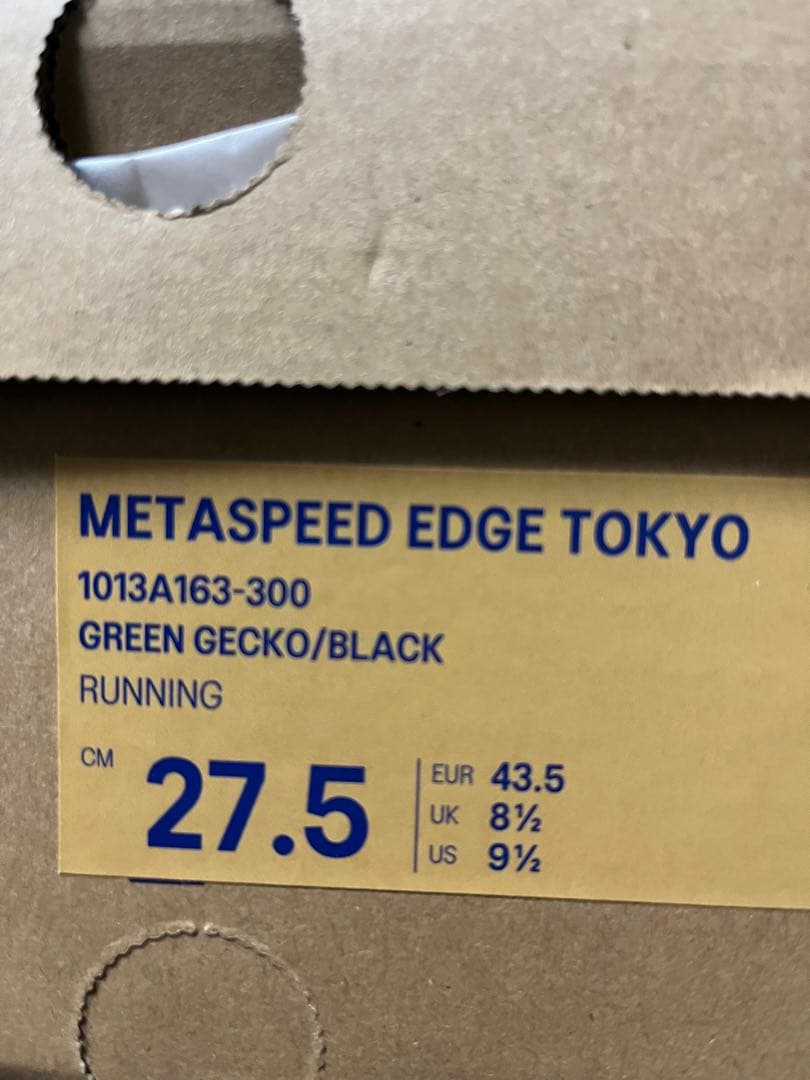 METASPEED EDGE TOKYO
1013A163-300
GREEN GECKO/BLACK
RUNNING
CM 27.5
EUR 43.5
UK 8½
US 9½